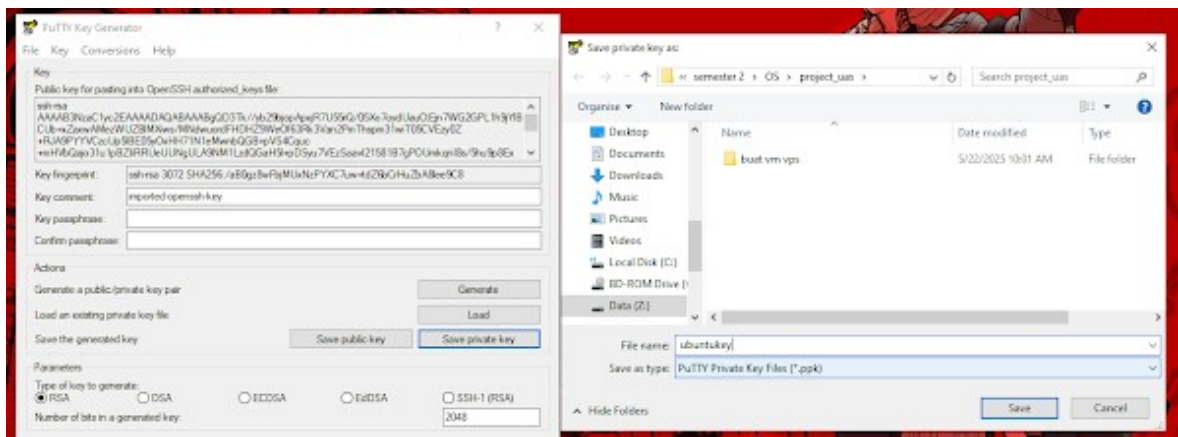 PuTTY Key Generator
File Key Conversions Help
Key
Public key for pasting into OpenSSH authorized_keys file:
ssh-rsa
Key fingerprint:
ssh-rsa 3072
Key comment:
imported-openssh-key
Key passphrase:
Confirm passphrase:
Actions
Generate a public/private key pair
Generate
Load an existing private key file
Load
Save the generated key
Save public key
Save private key
Parameters
Type of key to generate:
RSA
DSA
ECDSA
EdDSA
SSH-1 (RSA)
Number of bits in a generated key:
2048
Save private key as:
« semester 2 > OS > project_uas >
Search project_uas
Organise
New folder
Desktop
Documents
Downloads
Music
Pictures
Videos
Local Disk (C:)
BD-ROM Drive
Data (Z:)
Name
Date modified
Type
buat vm vps
5/22/2025 10:01 AM
File folder
File name:
ubuntukey
Save as type:
PuTTY Private Key Files (*.ppk)
Hide Folders
Save
Cancel